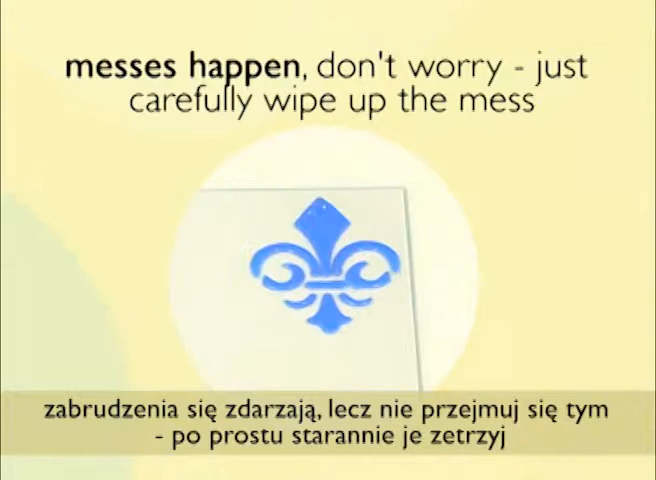 messes happen, don't worry - just
carefully wipe up the mess
zabrudzenia się zdarzają, lecz nie przejmuj się tym
- po prostu starannie je zetrzyj